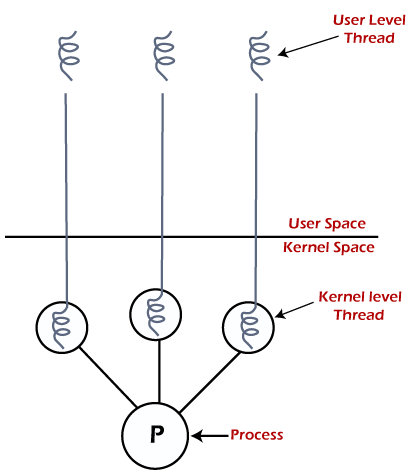 User Level
Thread
User Space
Kernel Space
Kernel level
Thread
P
Process